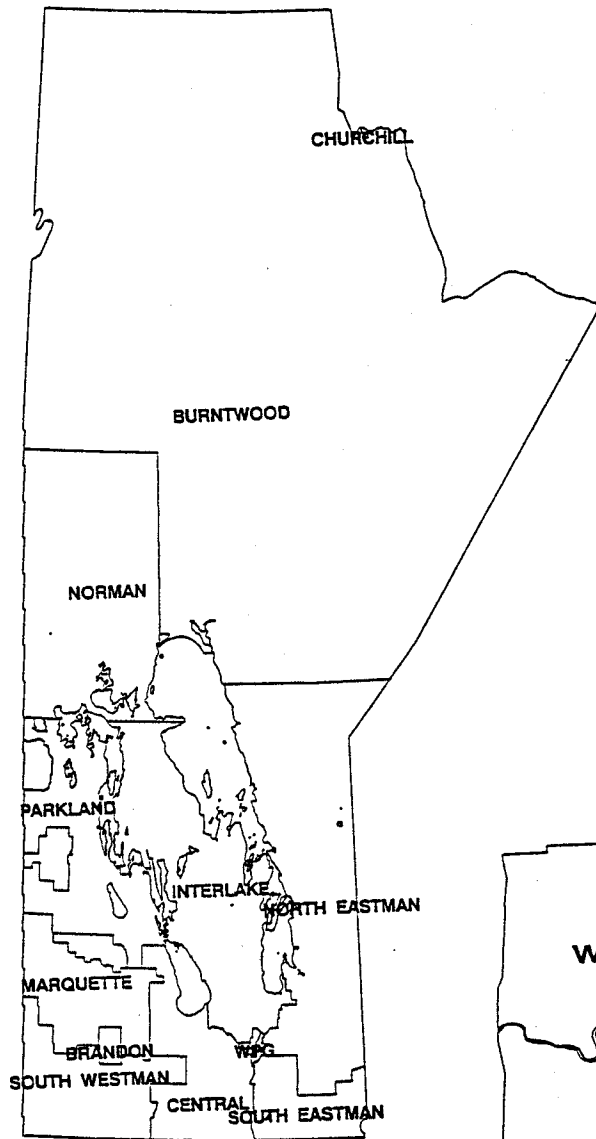 CHURCHILL
BURNTWOOD
NORMAN
PARKLAND
INTERLAKE
NORTH EASTMAN
W
MARQUETTE
BRANDON
WPG
SOUTH WESTMAN
CENTRAL
SOUTH EASTMAN